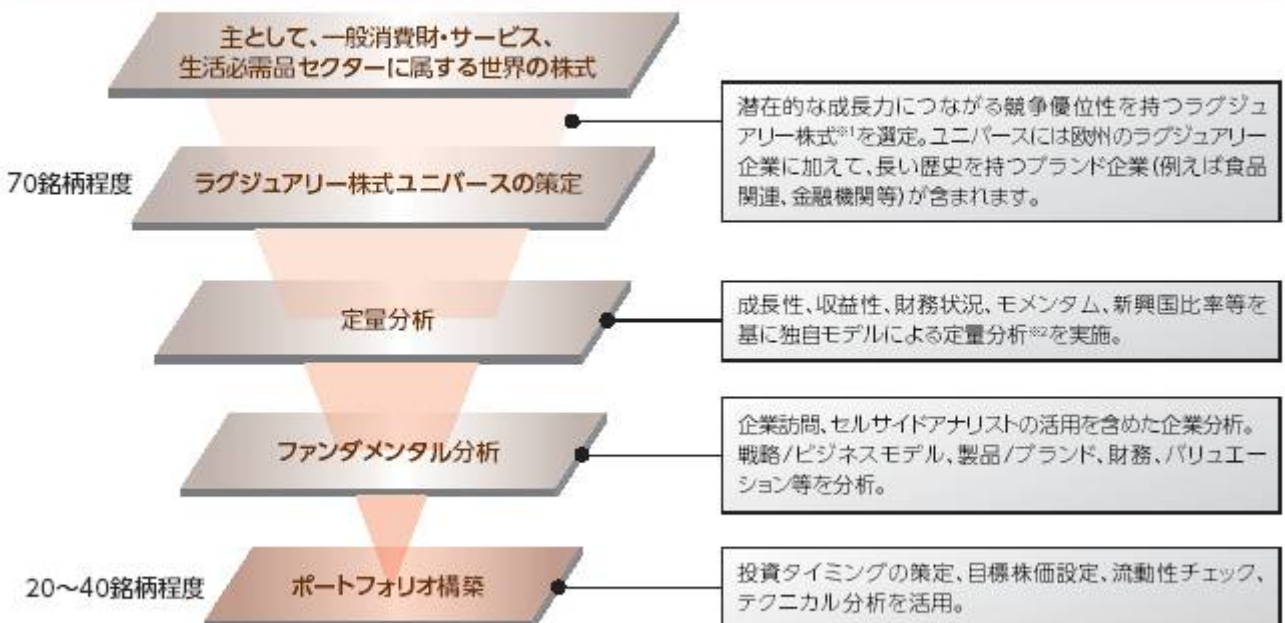 主として、一般消費財・サービス、
生活必需品セクターに属する世界の株式
潜在的な成長力につながる競争優位性を持つラグジュ
アリー株式※1を選定。ユニバースには欧州のラグジュアリー
企業に加えて、長い歴史を持つブランド企業(例えば食品
関連、金融機関等)が含まれます。
70銘柄程度
ラグジュアリー株式ユニバースの策定
定量分析
成長性、収益性、財務状況、モメンタム、新興国比率等を
基に独自モデルによる定量分析※2を実施。
ファンダメンタル分析
企業訪問、セルサイドアナリストの活用を含めた企業分析。
戦略/ビジネスモデル、製品/ブランド、財務、バリュエー
ション等を分析。
20～40銘柄程度
ポートフォリオ構築
投資タイミングの策定、目標株価設定、流動性チェック、
テクニカル分析を活用。